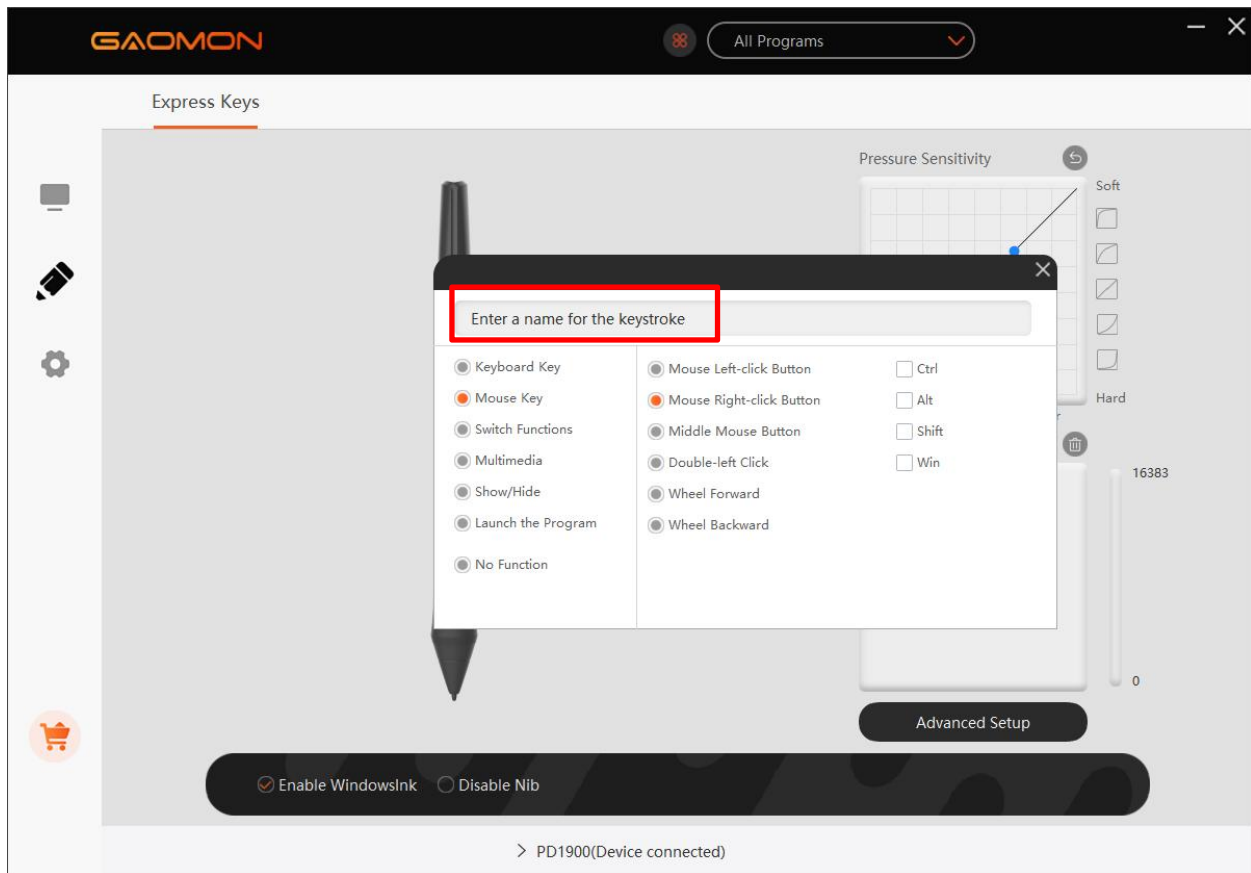 GAOMON
All Programs
Express Keys
Pressure Sensitivity
Soft
Enter a name for the keystroke
Keyboard Key
Mouse Left-click Button
Ctrl
Mouse Key
Mouse Right-click Button
Alt
Hard
Switch Functions
Middle Mouse Button
Shift
Multimedia
Double-left Click
Win
16383
Show/Hide
Wheel Forward
Launch the Program
Wheel Backward
No Function
0
Advanced Setup
Enable WindowsInk
Disable Nib
PD1900(Device connected)